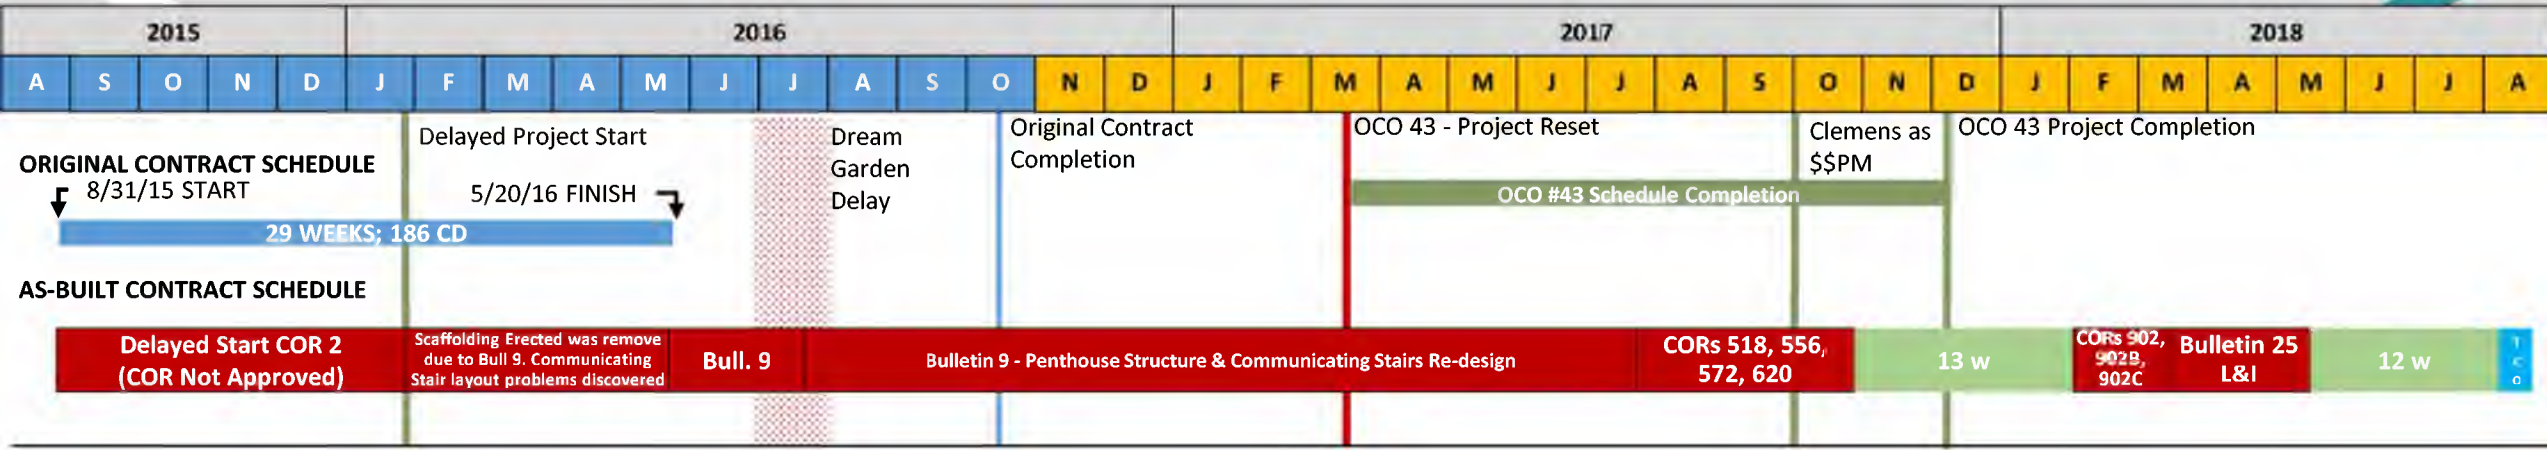 2015 2016 2017 2018
A S O N D J F M A M J J A S O N D J F M A M J J A S O N D J F M A M J J A
Delayed Project Start
Dream
Garden
Delay
Original Contract
Completion
OCO 43 - Project Reset
Clemens as
$$PM
OCO 43 Project Completion
ORIGINAL CONTRACT SCHEDULE
8/31/15 START
5/20/16 FINISH
OCO #43 Schedule Completion
29 WEEKS; 186 CD
AS-BUILT CONTRACT SCHEDULE
Delayed Start COR 2
(COR Not Approved)
Scaffolding Erected was remove
due to Bull 9. Communicating
Stair layout problems discovered
Bull. 9
Bulletin 9 - Penthouse Structure & Communicating Stairs Re-design
CORs 518, 556,
572, 620
13 w
CORs 902,
902B,
902C
Bulletin 25
L&I
12 w
T
C
O